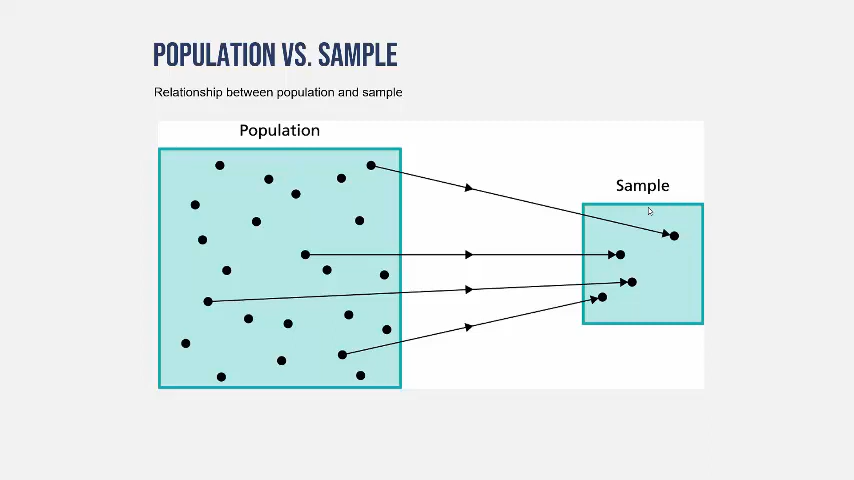 POPULATION VS. SAMPLE
Relationship between population and sample
Population
Sample